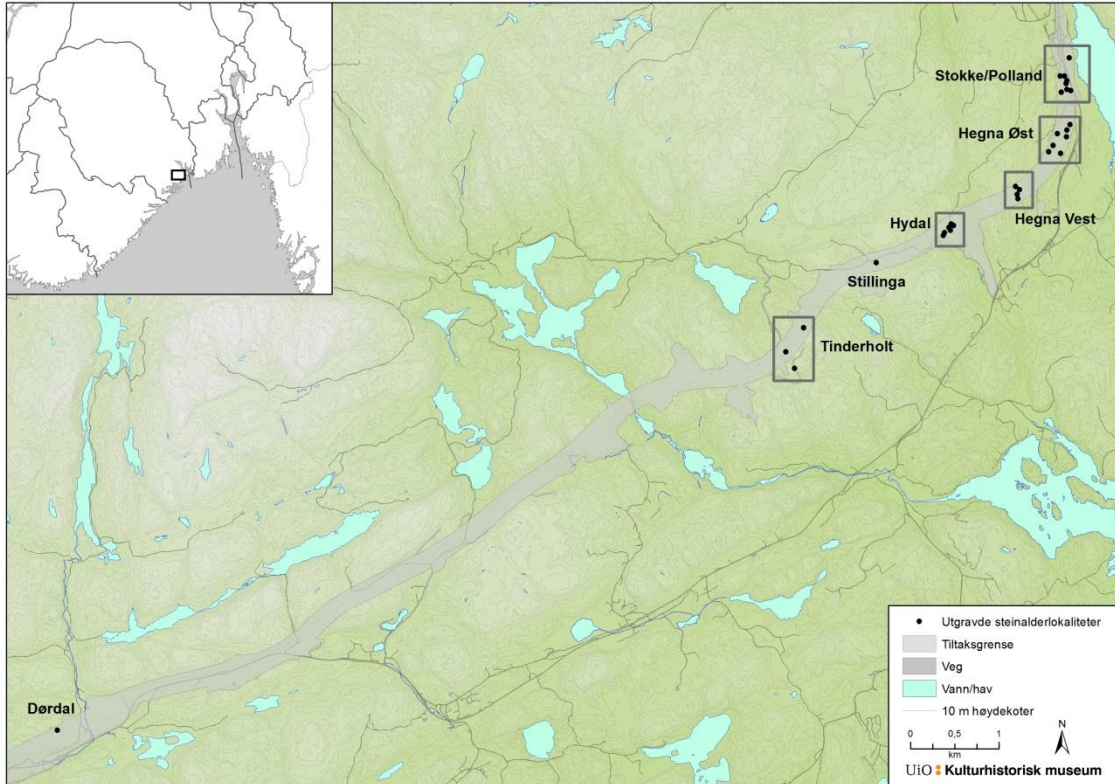 Stokke/Polland
Hegna Øst
Hegna Vest
Hydal
Stillinga
Tinderholt
Dørdal
Utgravde steinalderlokaliteter
Tiltaksgrense
Veg
Vann/hav
10 m høydekoter
N
0 0,5 1
km
UiO Kulturhistorisk museum